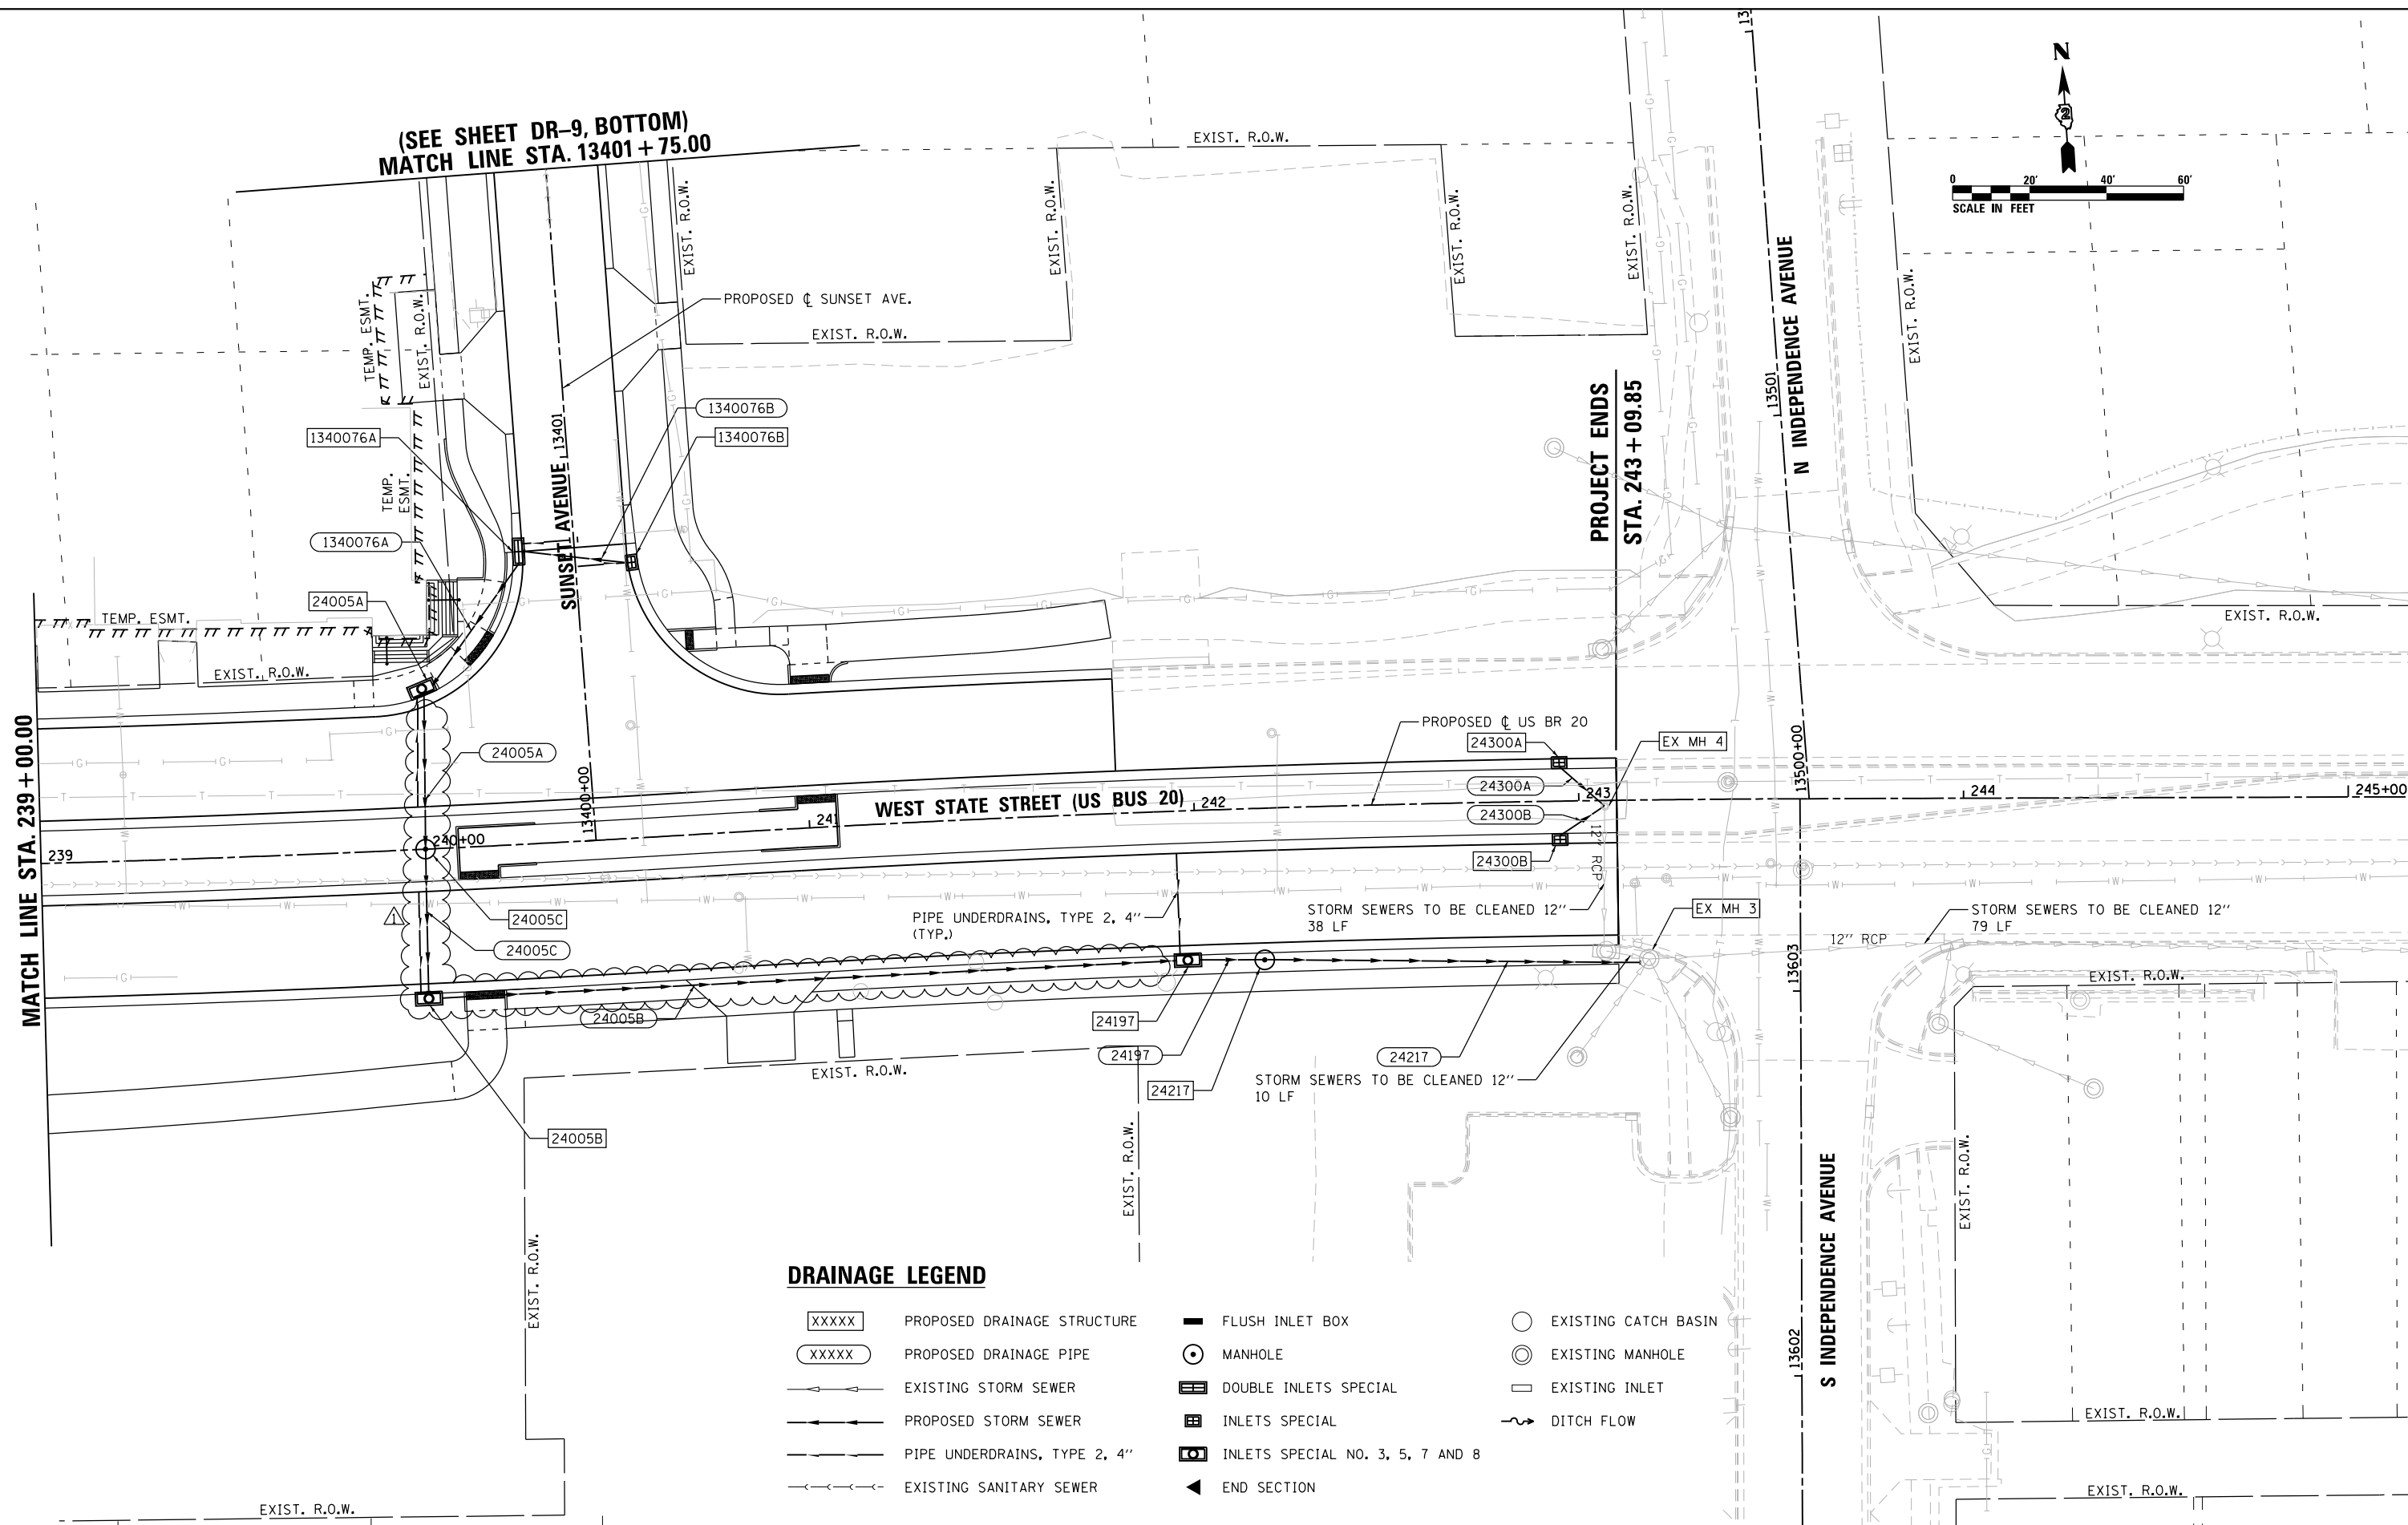 (SEE SHEET DR–9, BOTTOM)
MATCH LINE STA. 13401 + 75.00
N
2
0 20' 40' 60'
SCALE IN FEET
EXIST. R.O.W.
EXIST. R.O.W.
EXIST. R.O.W.
EXIST. R.O.W.
EXIST. R.O.W.
EXIST. R.O.W.
EXIST. R.O.W.
EXIST. R.O.W.
TEMP. ESMT.
EXIST. R.O.W.
PROPOSED ℄ SUNSET AVE.
13401
SUNSET AVENUE
1340076B
1340076B
1340076A
1340076A
TEMP.
ESMT.
24005A
TEMP. ESMT.
EXIST. R.O.W.
PROJECT ENDS
STA. 243 + 09.85
13501
N INDEPENDENCE AVENUE
EXIST. R.O.W.
MATCH LINE STA. 239 + 00.00
24005A
PROPOSED ℄ US BR 20
24300A
EX MH 4
24300A
24300B
24300B
12'' RCP
13400+00
13500+00
239
240+00
241
WEST STATE STREET (US BUS 20)
242
243
244
245+00
1
24005C
24005C
PIPE UNDERDRAINS, TYPE 2, 4''
(TYP.)
STORM SEWERS TO BE CLEANED 12''
38 LF
EX MH 3
STORM SEWERS TO BE CLEANED 12''
79 LF
12'' RCP
13603
EXIST. R.O.W.
24005B
24197
24197
24217
24217
STORM SEWERS TO BE CLEANED 12''
10 LF
EXIST. R.O.W.
24005B
EXIST. R.O.W.
EXIST. R.O.W.
EXIST. R.O.W.
13602
S INDEPENDENCE AVENUE
EXIST. R.O.W.
EXIST. R.O.W.
EXIST. R.O.W.
DRAINAGE LEGEND
XXXXX PROPOSED DRAINAGE STRUCTURE
XXXXX PROPOSED DRAINAGE PIPE
EXISTING STORM SEWER
PROPOSED STORM SEWER
PIPE UNDERDRAINS, TYPE 2, 4''
EXISTING SANITARY SEWER
FLUSH INLET BOX
MANHOLE
DOUBLE INLETS SPECIAL
INLETS SPECIAL
INLETS SPECIAL NO. 3, 5, 7 AND 8
END SECTION
EXISTING CATCH BASIN
EXISTING MANHOLE
EXISTING INLET
DITCH FLOW